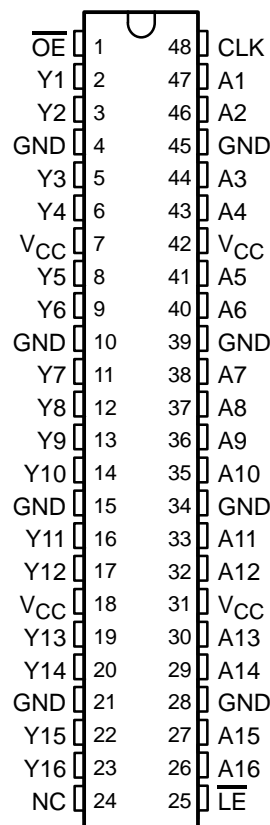 O̅E̅ 1 48 CLK
Y1 2 47 A1
Y2 3 46 A2
GND 4 45 GND
Y3 5 44 A3
Y4 6 43 A4
VCC 7 42 VCC
Y5 8 41 A5
Y6 9 40 A6
GND 10 39 GND
Y7 11 38 A7
Y8 12 37 A8
Y9 13 36 A9
Y10 14 35 A10
GND 15 34 GND
Y11 16 33 A11
Y12 17 32 A12
VCC 18 31 VCC
Y13 19 30 A13
Y14 20 29 A14
GND 21 28 GND
Y15 22 27 A15
Y16 23 26 A16
NC 24 25 L̅E̅